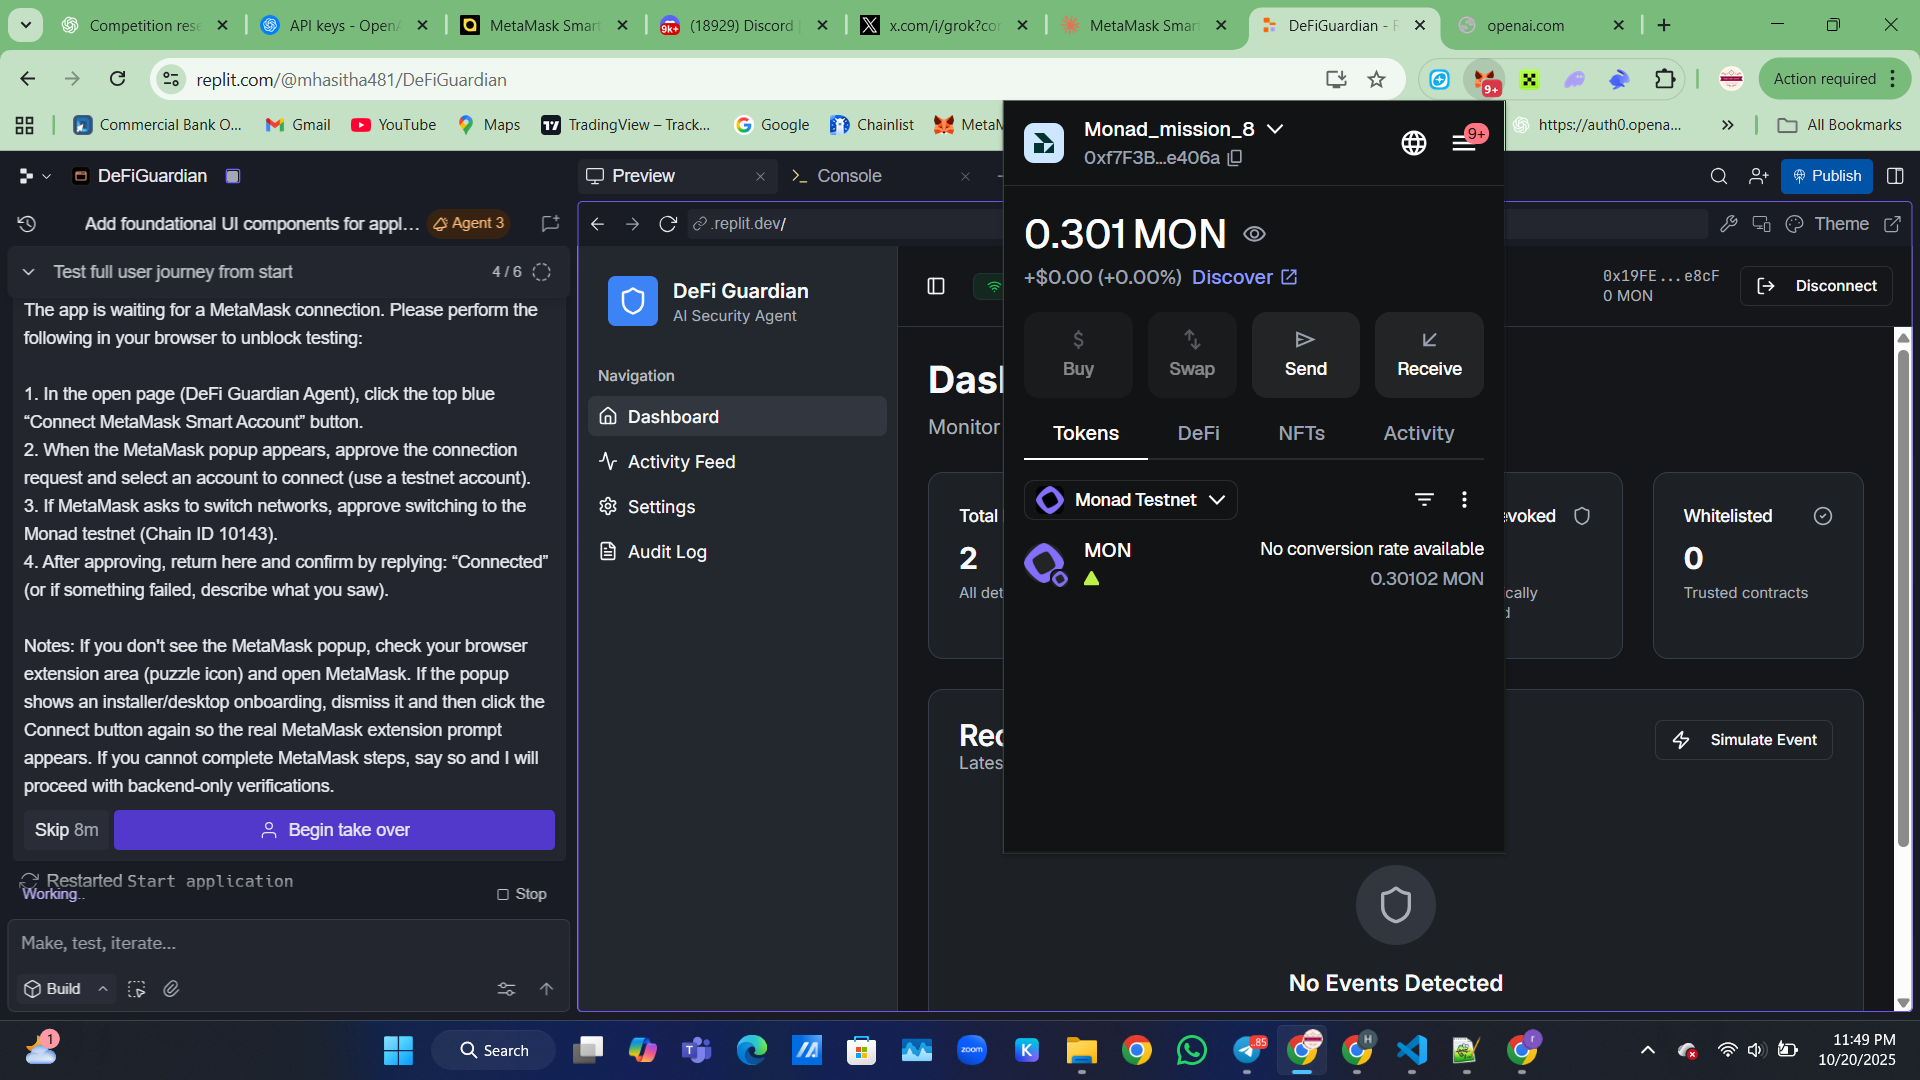 Competition rese
API keys - OpenA
MetaMask Smart
(18929) Discord |
x.com/i/grok?con
MetaMask Smart
DeFiGuardian - R
openai.com
replit.com/@mhasitha481/DeFiGuardian
9+
Action required
Commercial Bank O...
Gmail
YouTube
Maps
TradingView – Track...
Google
Chainlist
MetaM
https://auth0.opena...
All Bookmarks
DeFiGuardian
Preview
Console
Publish
Add foundational UI components for appl...
Agent 3
.replit.dev/
Theme
Test full user journey from start
4 / 6
The app is waiting for a MetaMask connection. Please perform the
following in your browser to unblock testing:
1. In the open page (DeFi Guardian Agent), click the top blue
“Connect MetaMask Smart Account” button.
2. When the MetaMask popup appears, approve the connection
request and select an account to connect (use a testnet account).
3. If MetaMask asks to switch networks, approve switching to the
Monad testnet (Chain ID 10143).
4. After approving, return here and confirm by replying: “Connected”
(or if something failed, describe what you saw).
Notes: If you don't see the MetaMask popup, check your browser
extension area (puzzle icon) and open MetaMask. If the popup
shows an installer/desktop onboarding, dismiss it and then click the
Connect button again so the real MetaMask extension prompt
appears. If you cannot complete MetaMask steps, say so and I will
proceed with backend-only verifications.
Skip 8m
Begin take over
Restarted Start application
Working..
Stop
Make, test, iterate...
Build
DeFi Guardian
AI Security Agent
Navigation
Dashboard
Activity Feed
Settings
Audit Log
0x19FE...e8cF
0 MON
Disconnect
Das
Monitor
Total
2
All det
evoked
cally
d
Whitelisted
0
Trusted contracts
Rec
Lates
Simulate Event
No Events Detected
Monad_mission_8
0xf7F3B...e406a
9+
0.301 MON
+$0.00 (+0.00%)
Discover
Buy
Swap
Send
Receive
Tokens
DeFi
NFTs
Activity
Monad Testnet
MON
No conversion rate available
0.30102 MON
1
Search
zoom
K
.85
H
r
11:49 PM
10/20/2025